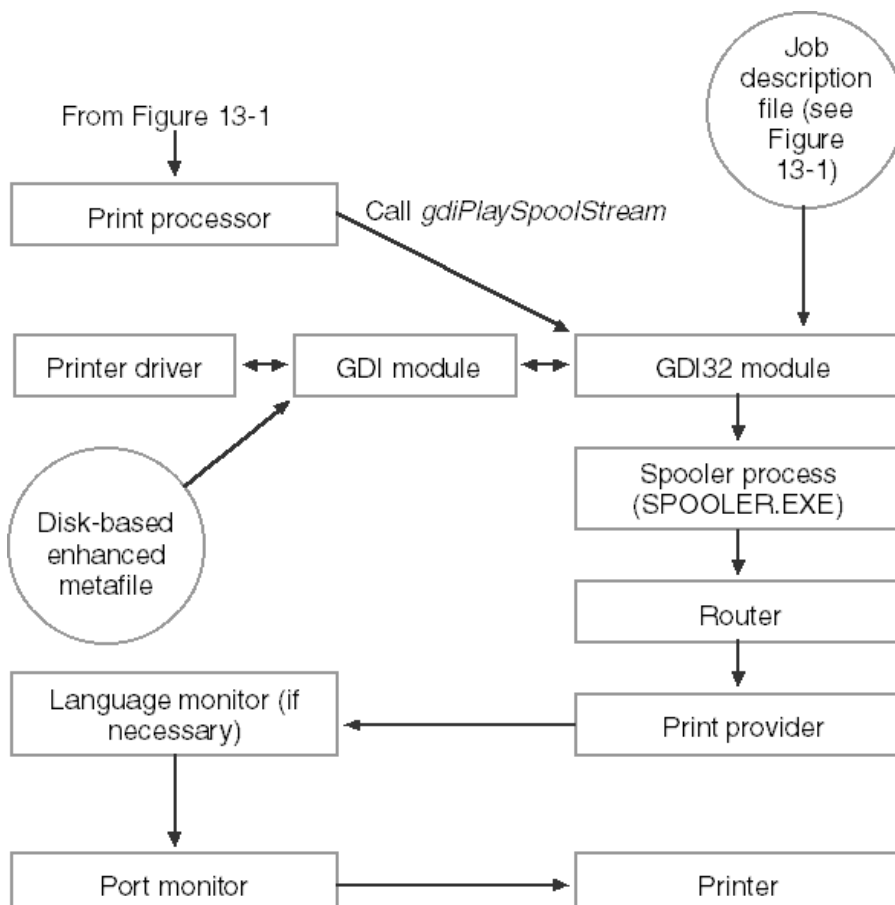 Job
description
file (see
Figure
13-1)
From Figure 13-1
Print processor
Call gdiPlaySpoolStream
Printer driver
GDI module
GDI32 module
Spooler process
(SPOOLER.EXE)
Disk-based
enhanced
metafile
Router
Language monitor (if
necessary)
Print provider
Port monitor
Printer